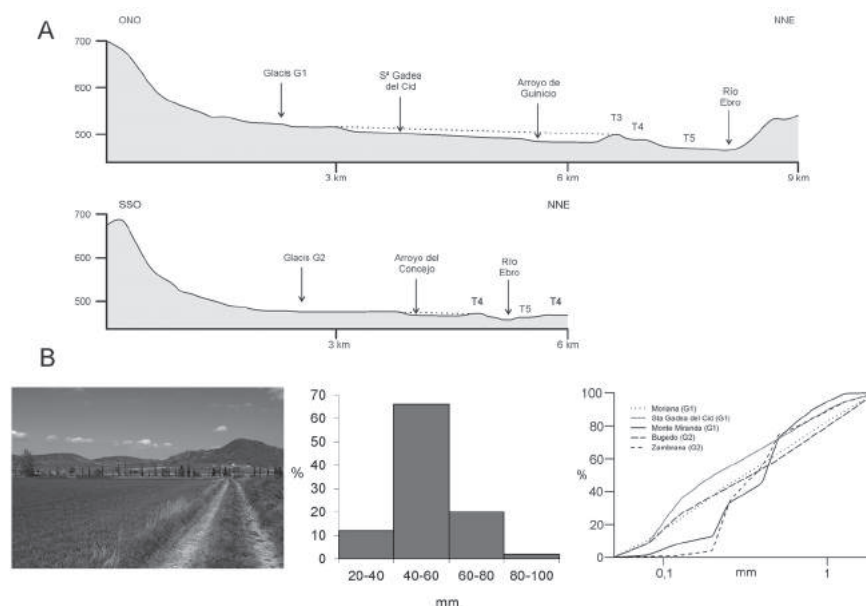 A
ONO
NNE
700
600
500
Glacis G1
Sª Gadea
del Cid
Arroyo de
Guinicio
T3
T4
T5
Río
Ebro
3 km
6 km
9 km
SSO
NNE
700
600
500
Glacis G2
Arroyo del
Concejo
T4
Río
Ebro
T5
T4
3 km
6 km
B
70
60
50
40
30
20
10
0
%
20-40
40-60
60-80
80-100
mm
100
80
60
40
20
0
%
Moriana (G1)
Sta Gadea del Cid (G1)
Monte Miranda (G1)
Bugedo (G2)
Zambrana (G2)
0,1
mm
1